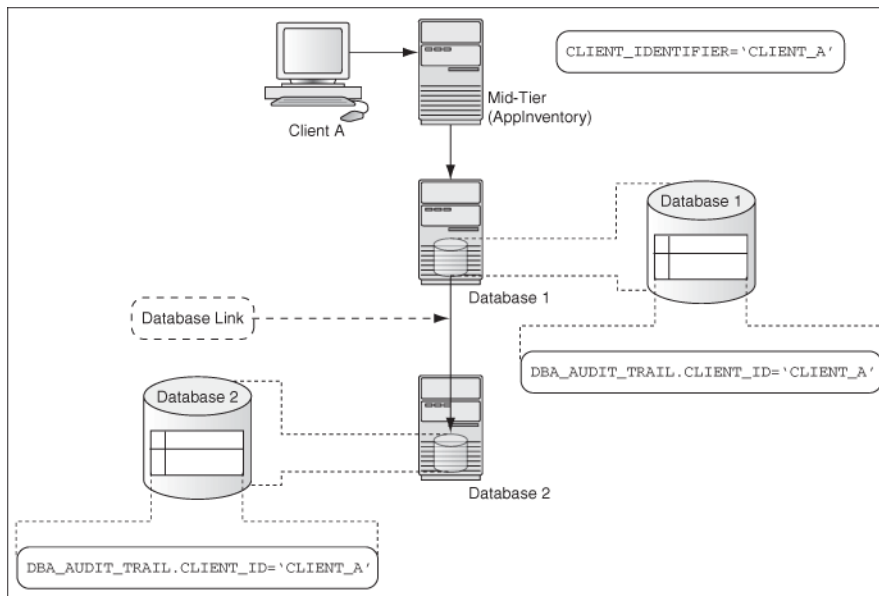 CLIENT_IDENTIFIER=‘CLIENT_A’
Client A
Mid-Tier
(AppInventory)
Database 1
Database 1
Database Link
DBA_AUDIT_TRAIL.CLIENT_ID=‘CLIENT_A’
Database 2
Database 2
DBA_AUDIT_TRAIL.CLIENT_ID=‘CLIENT_A’